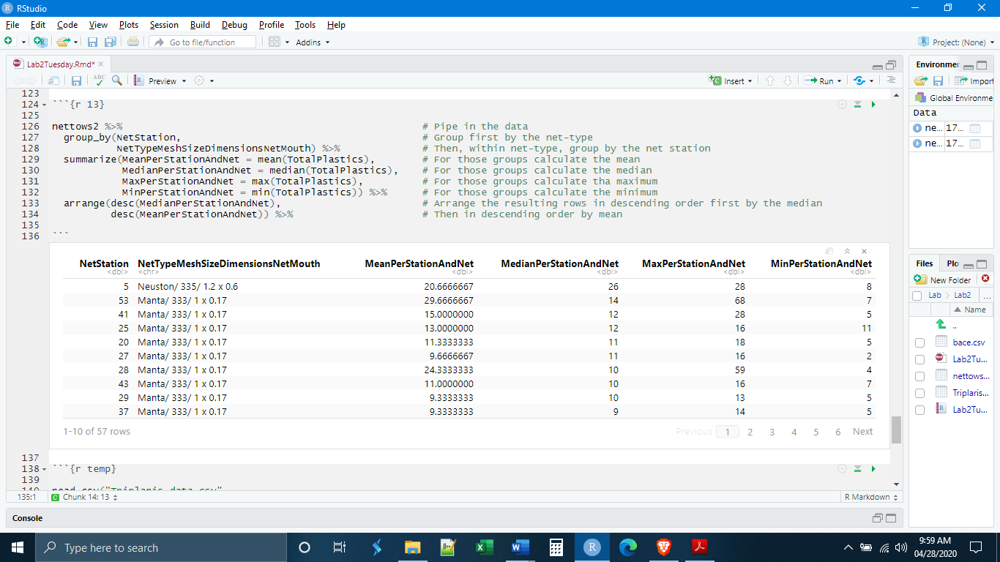 RStudio
File Edit Code View Plots Session Build Debug Profile Tools Help
Go to file/function Addins Project: (None)
Lab2Tuesday.Rmd*
ABC Preview Insert Run
123
124 ```{r 13}
125
126 nettows2 %>% # Pipe in the data
127 group_by(NetStation, # Group first by the net-type
128 NetTypeMeshSizeDimensionsNetMouth) %>% # Then, within net-type, group by the net station
129 summarize(MeanPerStationAndNet = mean(TotalPlastics), # For those groups calculate the mean
130 MedianPerStationAndNet = median(TotalPlastics), # For those groups calculate the median
131 MaxPerStationAndNet = max(TotalPlastics), # For those groups calculate tha maximum
132 MinPerStationAndNet = min(TotalPlastics)) %>% # For those groups calculate the minimum
133 arrange(desc(MedianPerStationAndNet), # Arrange the resulting rows in descending order first by the median
134 desc(MeanPerStationAndNet)) %>% # Then in descending order by mean
135
136 ```
NetStation NetTypeMeshSizeDimensionsNetMouth MeanPerStationAndNet MedianPerStationAndNet MaxPerStationAndNet MinPerStationAndNet
<dbl> <chr> <dbl> <dbl> <dbl> <dbl>
5 Neuston/ 335/ 1.2 x 0.6 20.6666667 26 28 8
53 Manta/ 333/ 1 x 0.17 29.6666667 14 68 7
41 Manta/ 333/ 1 x 0.17 15.0000000 12 28 5
25 Manta/ 333/ 1 x 0.17 13.0000000 12 16 11
20 Manta/ 333/ 1 x 0.17 11.3333333 11 18 5
27 Manta/ 333/ 1 x 0.17 9.6666667 11 16 2
28 Manta/ 333/ 1 x 0.17 24.3333333 10 59 4
43 Manta/ 333/ 1 x 0.17 11.0000000 10 16 7
29 Manta/ 333/ 1 x 0.17 9.3333333 10 13 5
37 Manta/ 333/ 1 x 0.17 9.3333333 9 14 5
1-10 of 57 rows Previous 1 2 3 4 5 6 Next
137
138 ```{r temp}
139
140 read_csv("Triplaris_data.csv"
135:1 Chunk 14: 13 R Markdown
Console
Environmer
Import
Global Environme
Data
ne... 17...
ne... 17...
Files Plo
New Folder
Lab Lab2 ...
Name
..
bace.csv
Lab2Tu...
nettows...
Triplaris...
Lab2Tu...
Type here to search
9:59 AM
04/28/2020